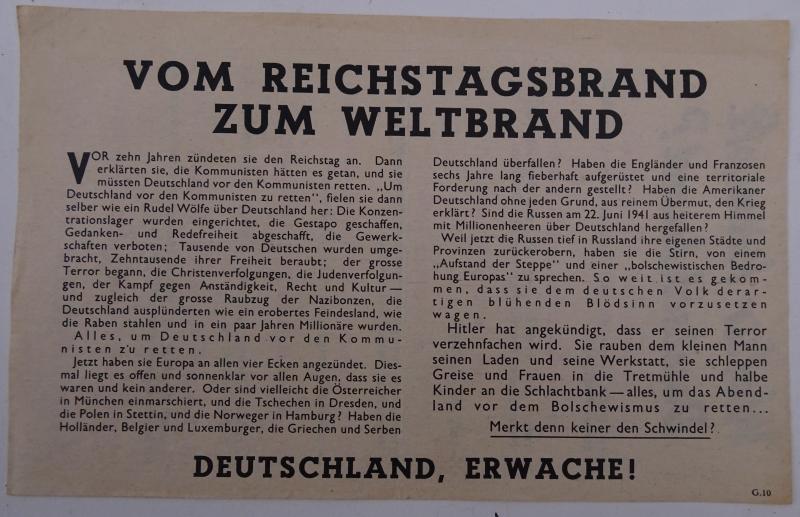 VOM REICHSTAGSBRAND
ZUM WELTBRAND
VOR zehn Jahren zündeten sie den Reichstag an. Dann
erklärten sie, die Kommunisten hätten es getan, und sie
müssten Deutschland vor den Kommunisten retten. „Um
Deutschland vor den Kommunisten zu retten", fielen sie dann
selber wie ein Rudel Wölfe über Deutschland her: Die Konzen-
trationslager wurden eingerichtet, die Gestapo geschaffen,
Gedanken- und Redefreiheit abgeschafft, die Gewerk-
schaften verboten; Tausende von Deutschen wurden umge-
bracht, Zehntausende ihrer Freiheit beraubt; der grosse
Terror begann, die Christenverfolgungen, die Judenverfolgun-
gen, der Kampf gegen Anständigkeit, Recht und Kultur—
und zugleich der grosse Raubzug der Nazibonzen, die
Deutschland ausplünderten wie ein erobertes Feindesland, wie
die Raben stahlen und in ein paar Jahren Millionäre wurden.
Alles, um Deutschland vor den Kommu-
nisten zu retten.
Jetzt haben sie Europa an allen vier Ecken angezündet. Dies-
mal liegt es offen und sonnenklar vor allen Augen, dass sie es
waren und kein anderer. Oder sind vielleicht die Österreicher
in München einmarschiert, und die Tschechen in Dresden, und
die Polen in Stettin, und die Norweger in Hamburg? Haben die
Holländer, Belgier und Luxemburger, die Griechen und Serben
Deutschland überfallen? Haben die Engländer und Franzosen
sechs Jahre lang fieberhaft aufgerüstet und eine territoriale
Forderung nach der andern gestellt? Haben die Amerikaner
Deutschland ohne jeden Grund, aus reinem Übermut, den Krieg
erklärt? Sind die Russen am 22. Juni 1941 aus heiterem Himmel
mit Millionenheeren über Deutschland hergefallen?
Weil jetzt die Russen tief in Russland ihre eigenen Städte und
Provinzen zurückerobern, haben sie die Stirn, von einem
„Aufstand der Steppe" und einer „bolschewistischen Bedro-
hung Europas" zu sprechen. So weit ist es gekom-
men, dass sie dem deutschen Volk derar-
tigen blühenden Blödsinn vorzusetzen
wagen.
Hitler hat angekündigt, dass er seinen Terror
verzehnfachen wird. Sie rauben dem kleinen Mann
seinen Laden und seine Werkstatt, sie schleppen
Greise und Frauen in die Tretmühle und halbe
Kinder an die Schlachtbank—alles, um das Abend-
land vor dem Bolschewismus zu retten...
Merkt denn keiner den Schwindel?
DEUTSCHLAND, ERWACHE!
G.10